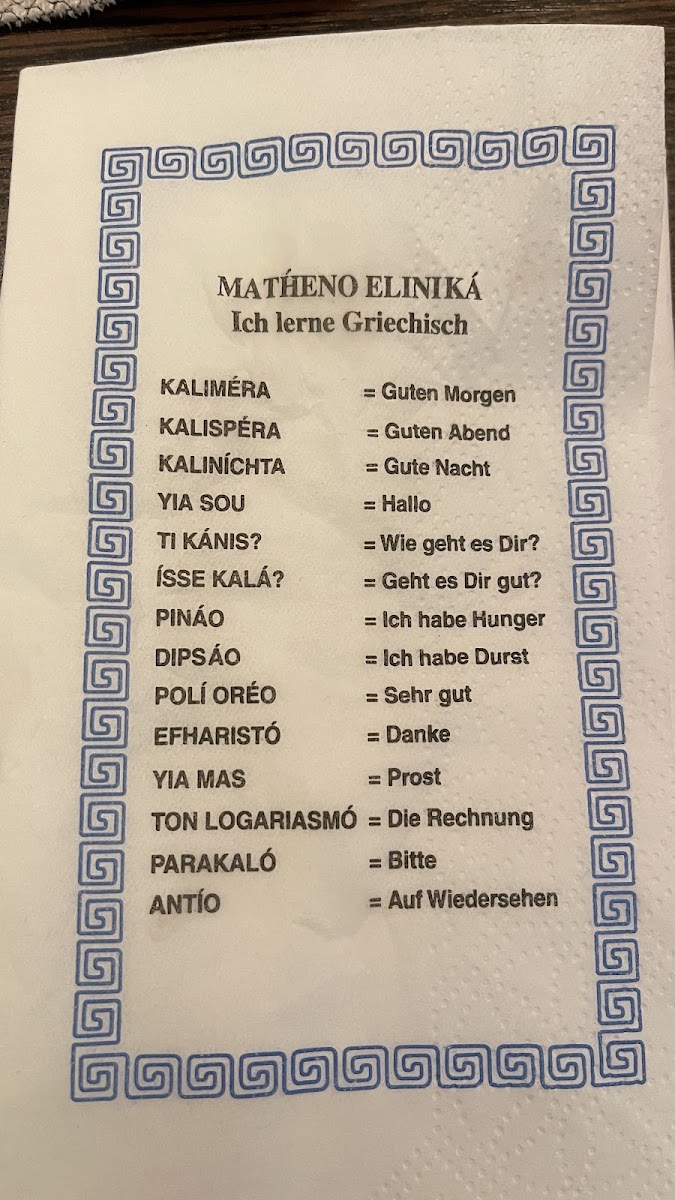 MATH́ENO ELINIKÁ
Ich lerne Griechisch
KALIMÉRA = Guten Morgen
KALISPÉRA = Guten Abend
KALINÍCHTA = Gute Nacht
YIA SOU = Hallo
TI KÁNIS? = Wie geht es Dir?
ÍSSE KALÁ? = Geht es Dir gut?
PINÁO = Ich habe Hunger
DIPSÁO = Ich habe Durst
POLÍ ORÉO = Sehr gut
EFHARISTÓ = Danke
YIA MAS = Prost
TON LOGARIASMÓ = Die Rechnung
PARAKALÓ = Bitte
ANTÍO = Auf Wiedersehen